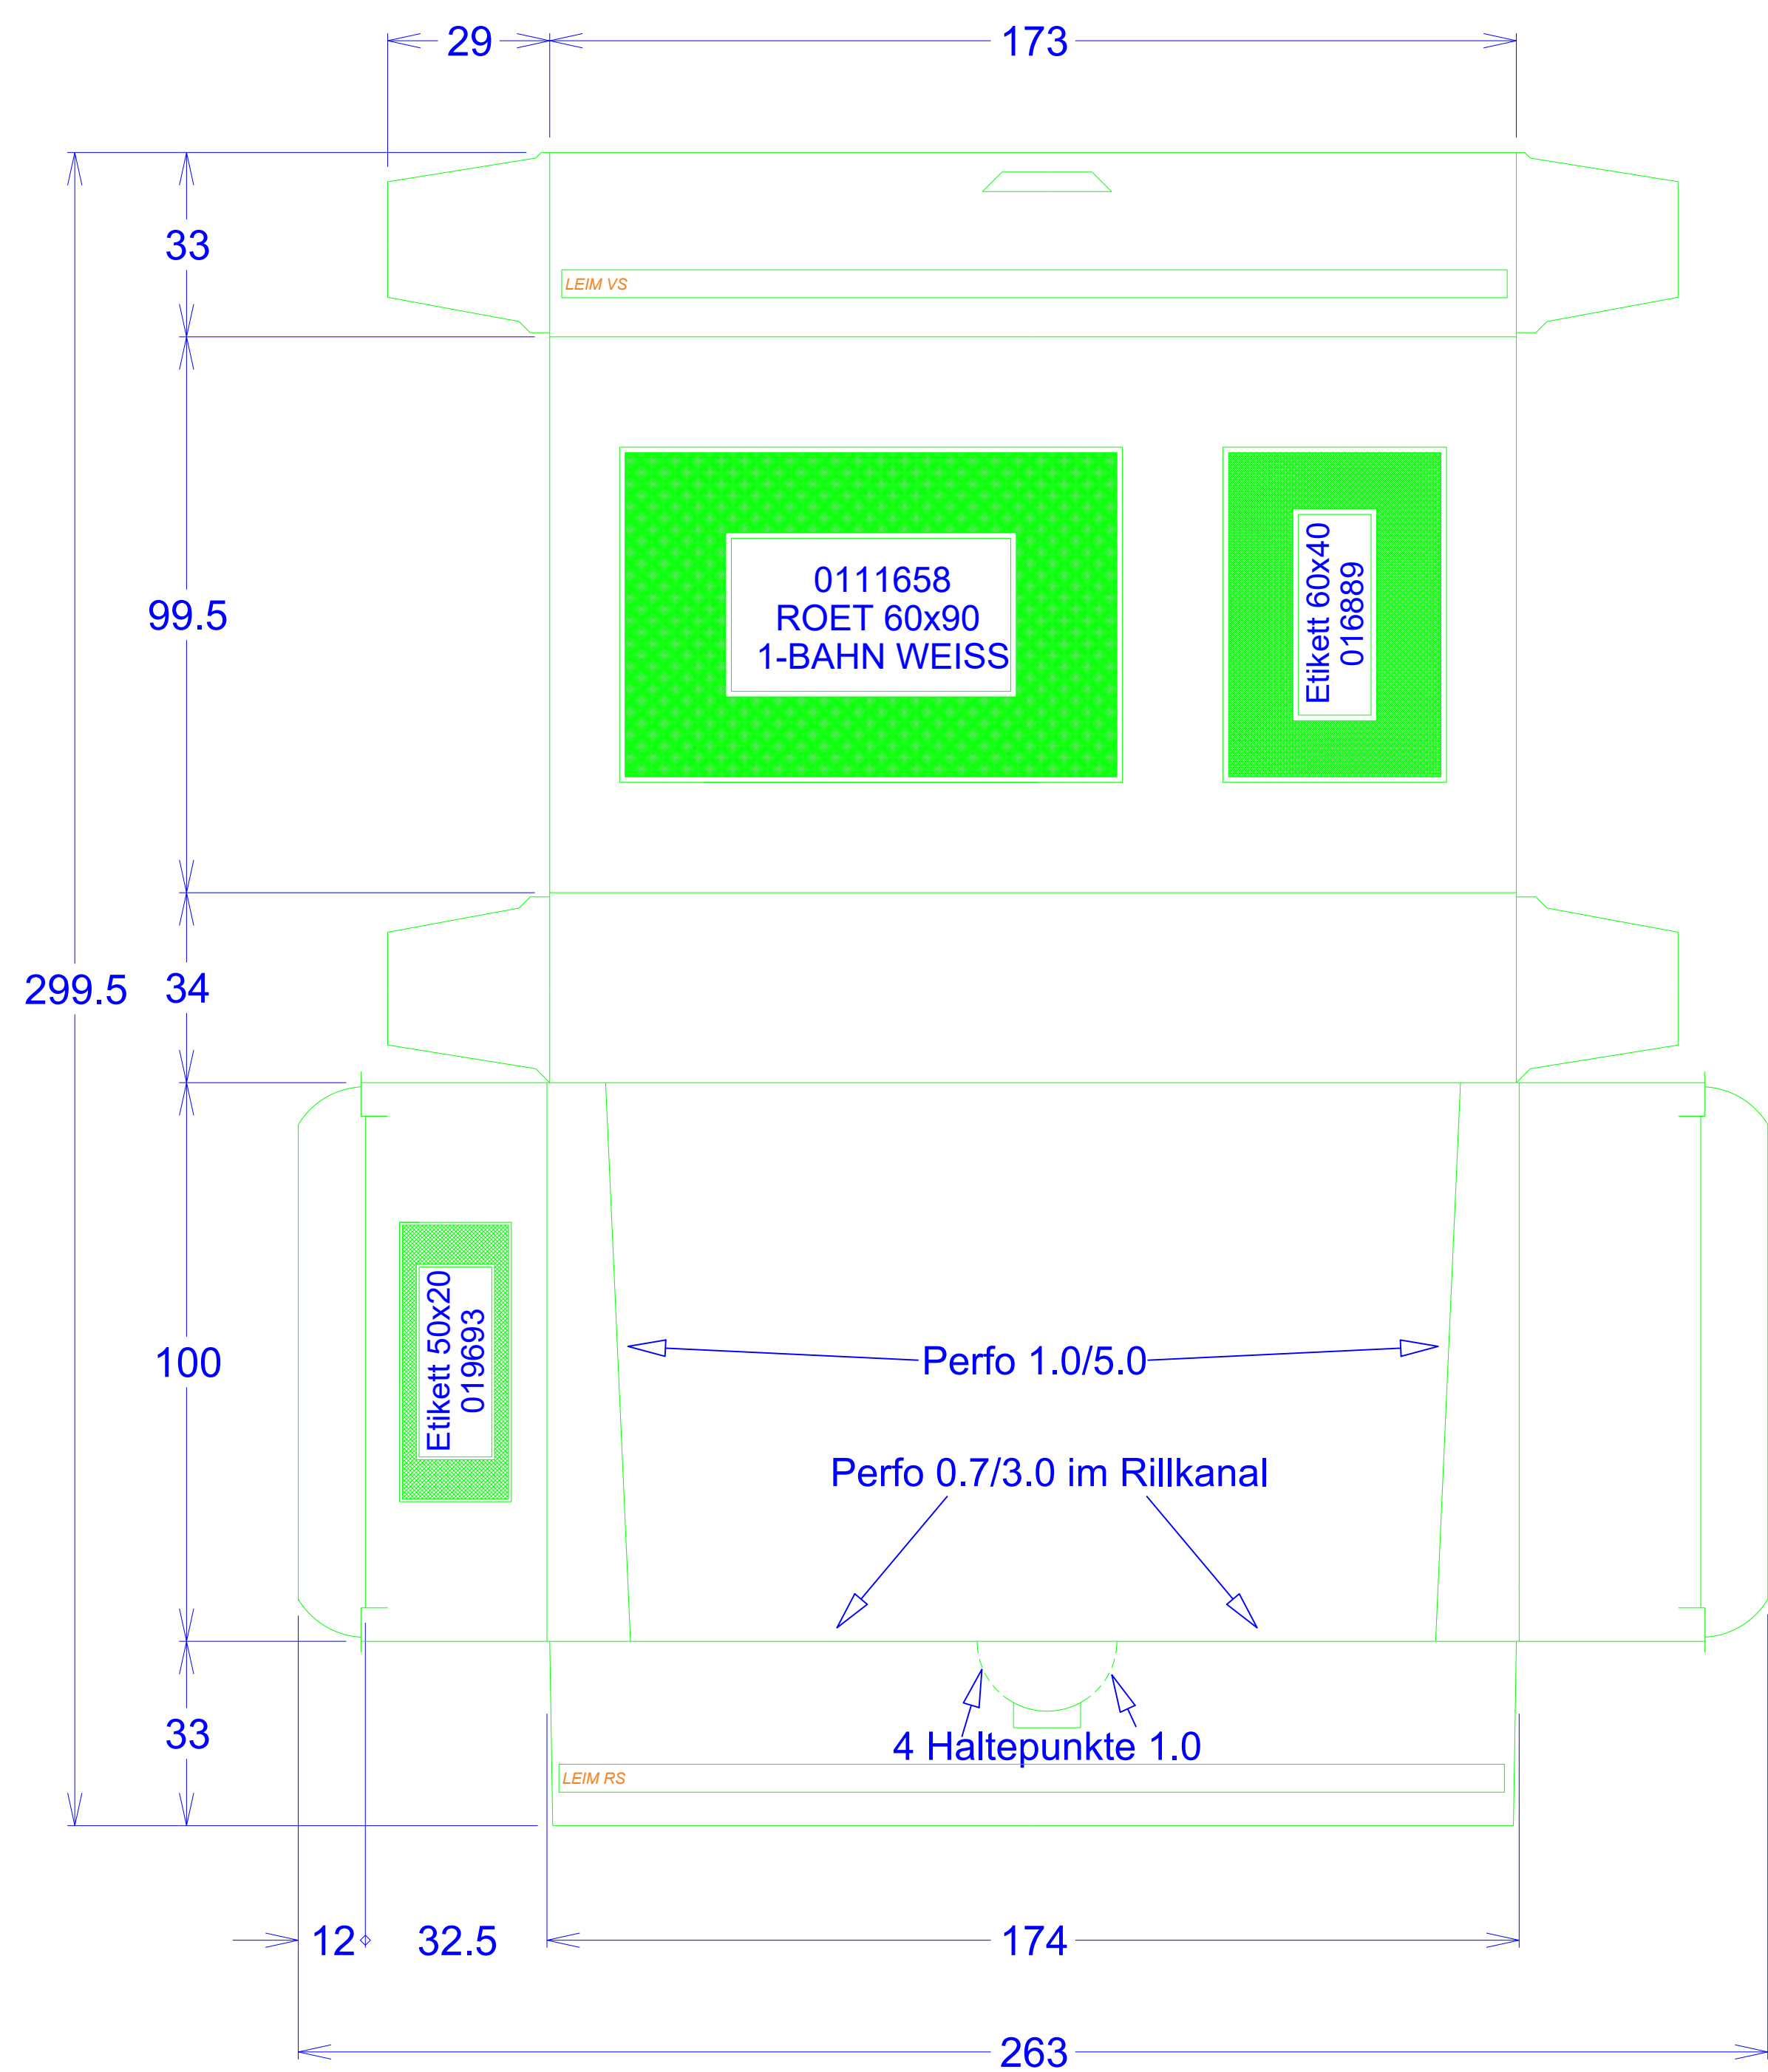 29
173
33
LEIM VS
99.5
0111658
ROET 60x90
1-BAHN WEISS
Etikett 60x40
016889
299.5
34
100
Etikett 50x20
019693
Perfo 1.0/5.0
Perfo 0.7/3.0 im Rillkanal
33
4 Haltepunkte 1.0
LEIM RS
12
32.5
174
263